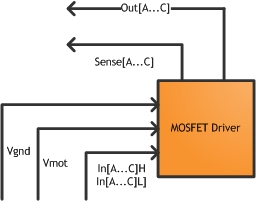 Out[A...C]
Sense[A...C]
MOSFET Driver
Vgnd
Vmot
In[A...C]H
In[A...C]L]